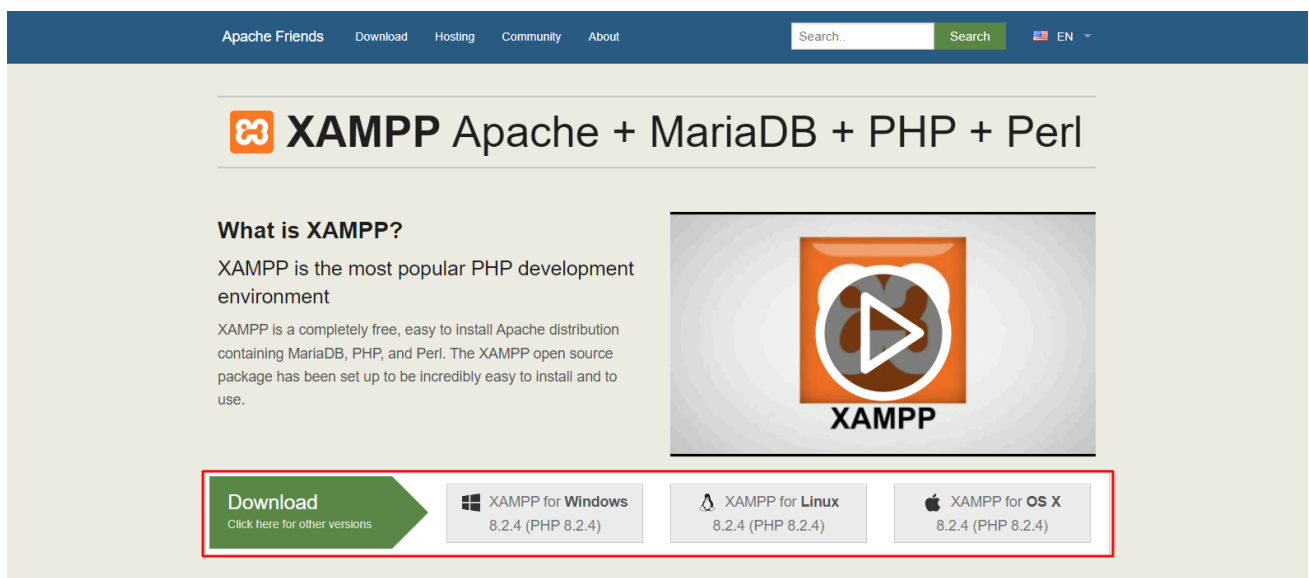 Apache Friends Download Hosting Community About Search.. Search EN
XAMPP Apache + MariaDB + PHP + Perl
What is XAMPP?
XAMPP is the most popular PHP development
environment
XAMPP is a completely free, easy to install Apache distribution
containing MariaDB, PHP, and Perl. The XAMPP open source
package has been set up to be incredibly easy to install and to
use.
XAMPP
Download
Click here for other versions
XAMPP for Windows
8.2.4 (PHP 8.2.4)
XAMPP for Linux
8.2.4 (PHP 8.2.4)
XAMPP for OS X
8.2.4 (PHP 8.2.4)